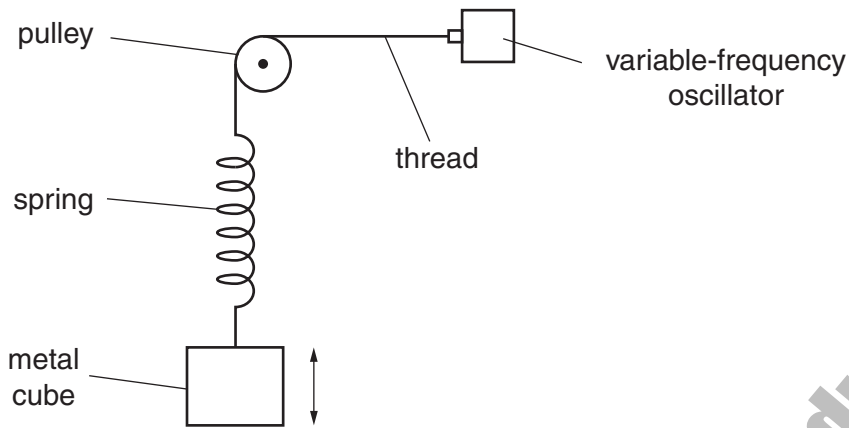 pulley
variable-frequency
oscillator
thread
spring
metal
cube